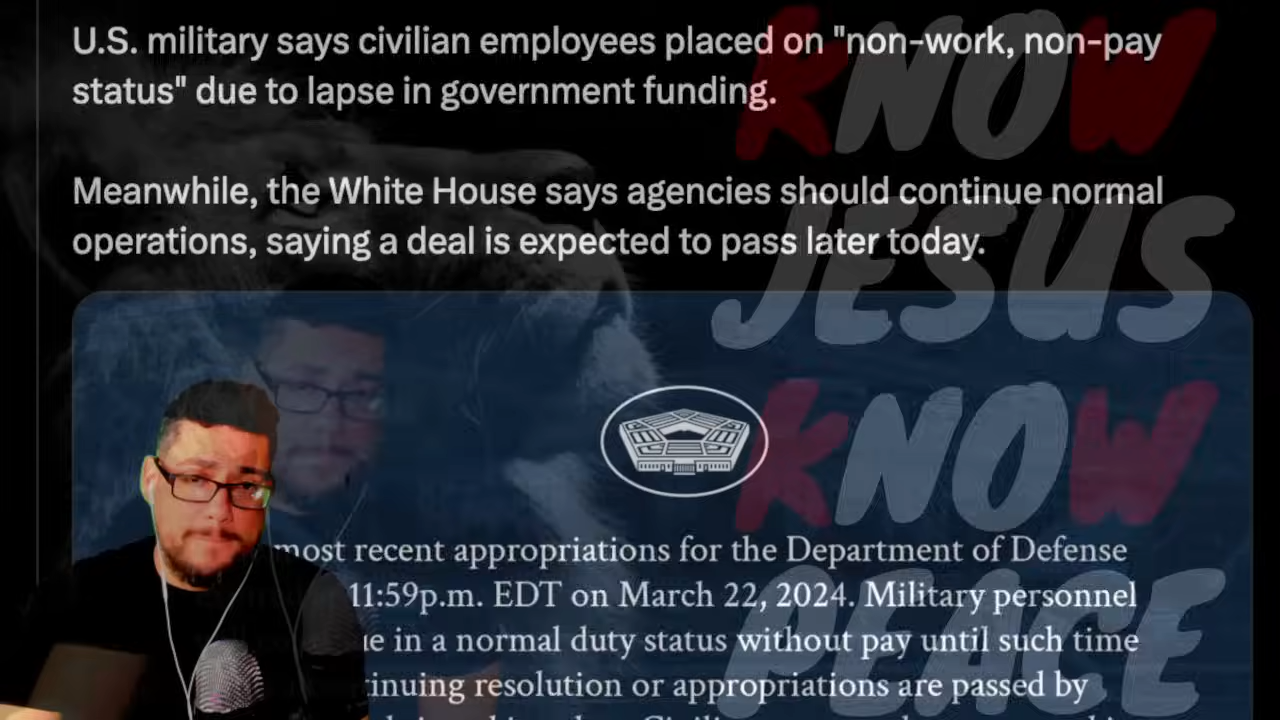 U.S. military says civilian employees placed on "non-work, non-pay
status" due to lapse in government funding.
Meanwhile, the White House says agencies should continue normal
operations, saying a deal is expected to pass later today.
most recent appropriations for the Department of Defense
11:59p.m. EDT on March 22, 2024. Military personnel
in a normal duty status without pay until such time
resolution or appropriations are passed by
kNOW
JESUS
kNOW
PEACE